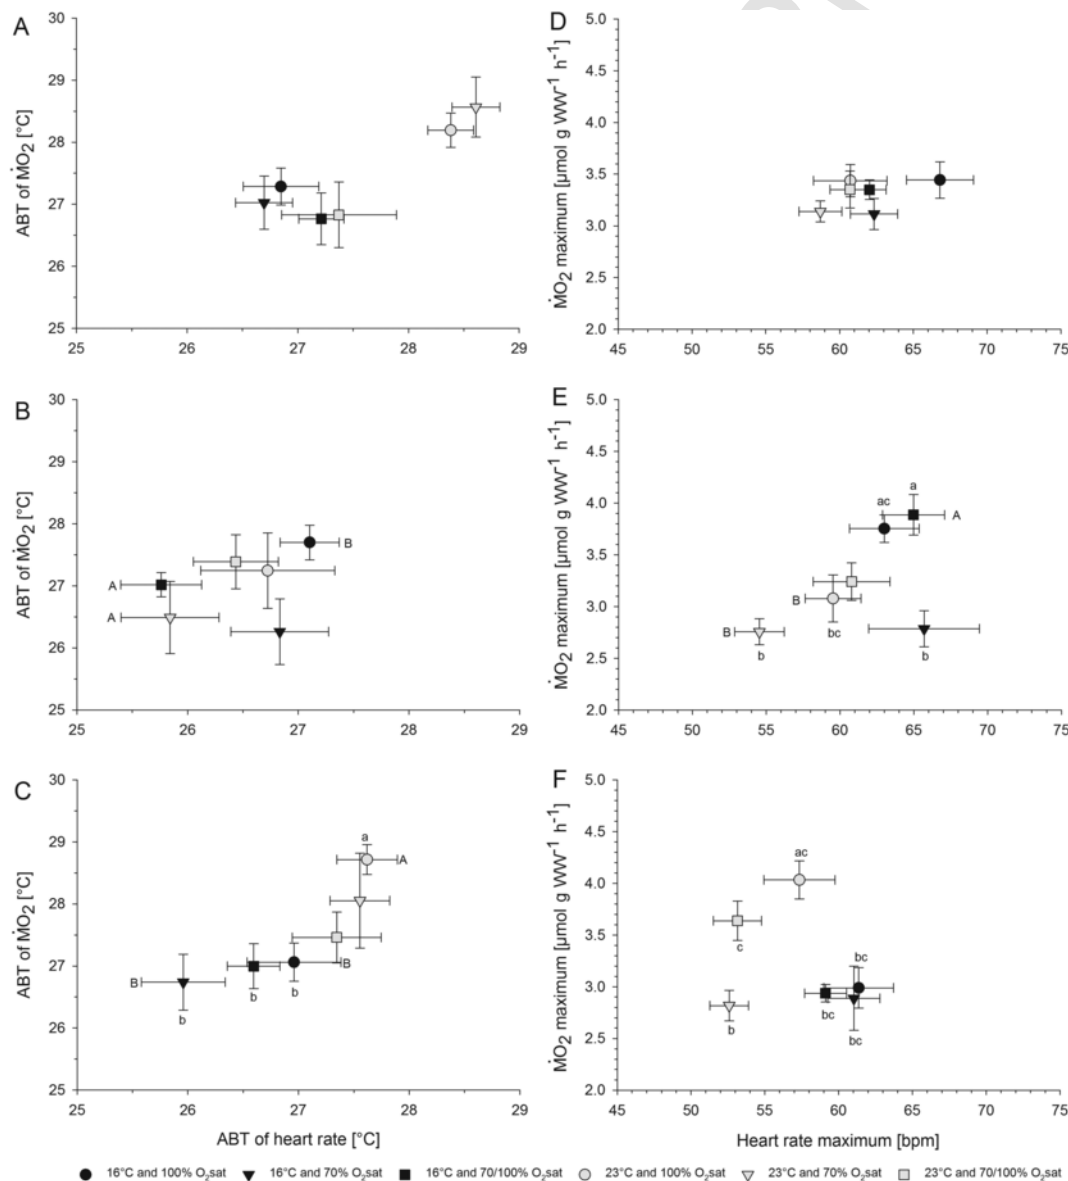 A
30
29
28
27
26
25
25
26
27
28
29
ABT of ṀO2 [°C]
D
5.0
4.5
4.0
3.5
3.0
2.5
2.0
45
50
55
60
65
70
75
ṀO2 maximum [µmol g WW-1 h-1]
B
30
29
28
27
26
25
25
26
27
28
29
ABT of ṀO2 [°C]
B
A
A
E
5.0
4.5
4.0
3.5
3.0
2.5
2.0
45
50
55
60
65
70
75
ṀO2 maximum [µmol g WW-1 h-1]
a
ac
A
B
bc
B
b
b
C
30
29
28
27
26
25
25
26
27
28
29
ABT of ṀO2 [°C]
ABT of heart rate [°C]
a
A
B
B
b
b
b
F
5.0
4.5
4.0
3.5
3.0
2.5
2.0
45
50
55
60
65
70
75
ṀO2 maximum [µmol g WW-1 h-1]
Heart rate maximum [bpm]
ac
c
bc
b
bc
bc
16°C and 100% O2sat
16°C and 70% O2sat
16°C and 70/100% O2sat
23°C and 100% O2sat
23°C and 70% O2sat
23°C and 70/100% O2sat